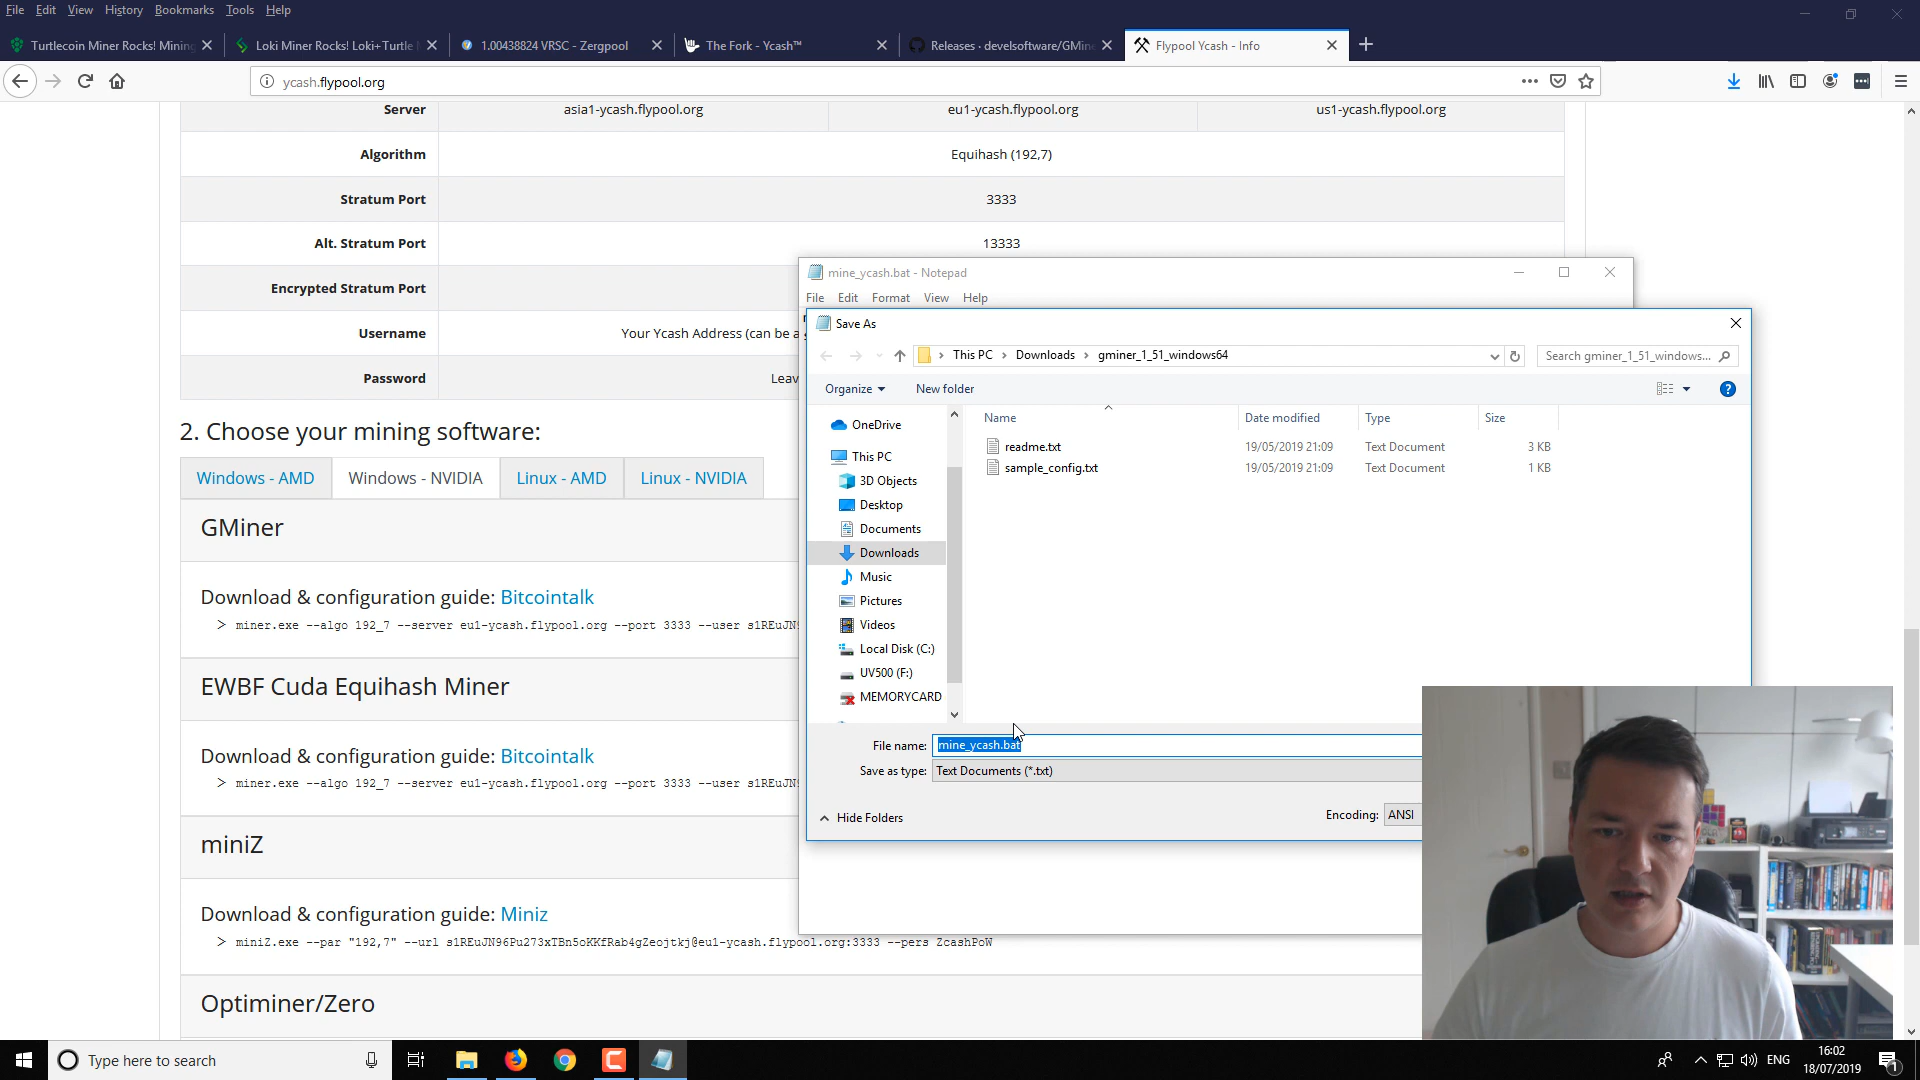 File Edit View History Bookmarks Tools Help
Turtlecoin Miner Rocks! Mining
Loki Miner Rocks! Loki+Turtle
1.00438824 VRSC - Zergpool
The Fork - Ycash™
Releases · develsoftware/GMine
Flypool Ycash - Info
ycash.flypool.org
Server asia1-ycash.flypool.org eu1-ycash.flypool.org us1-ycash.flypool.org
Algorithm Equihash (192,7)
Stratum Port 3333
Alt. Stratum Port 13333
Encrypted Stratum Port
Username Your Ycash Address (can be a
Password Leav
2. Choose your mining software:
Windows - AMD Windows - NVIDIA Linux - AMD Linux - NVIDIA
GMiner
Download & configuration guide: Bitcointalk
> miner.exe --algo 192_7 --server eu1-ycash.flypool.org --port 3333 --user s1REuJN9
EWBF Cuda Equihash Miner
Download & configuration guide: Bitcointalk
> miner.exe --algo 192_7 --server eu1-ycash.flypool.org --port 3333 --user s1REuJN9
miniZ
Download & configuration guide: Miniz
> miniZ.exe --par "192,7" --url s1REuJN96Pu273xTBn5oKKfRab4gZeojtkj@eu1-ycash.flypool.org:3333 --pers ZcashPoW
Optiminer/Zero
mine_ycash.bat - Notepad
File Edit Format View Help
Save As
This PC > Downloads > gminer_1_51_windows64
Search gminer_1_51_windows...
Organize New folder
Name Date modified Type Size
readme.txt 19/05/2019 21:09 Text Document 3 KB
sample_config.txt 19/05/2019 21:09 Text Document 1 KB
OneDrive
This PC
3D Objects
Desktop
Documents
Downloads
Music
Pictures
Videos
Local Disk (C:)
UV500 (F:)
MEMORYCARD
File name: mine_ycash.bat
Save as type: Text Documents (*.txt)
Hide Folders
Encoding: ANSI
Type here to search
ENG
16:02
18/07/2019
1